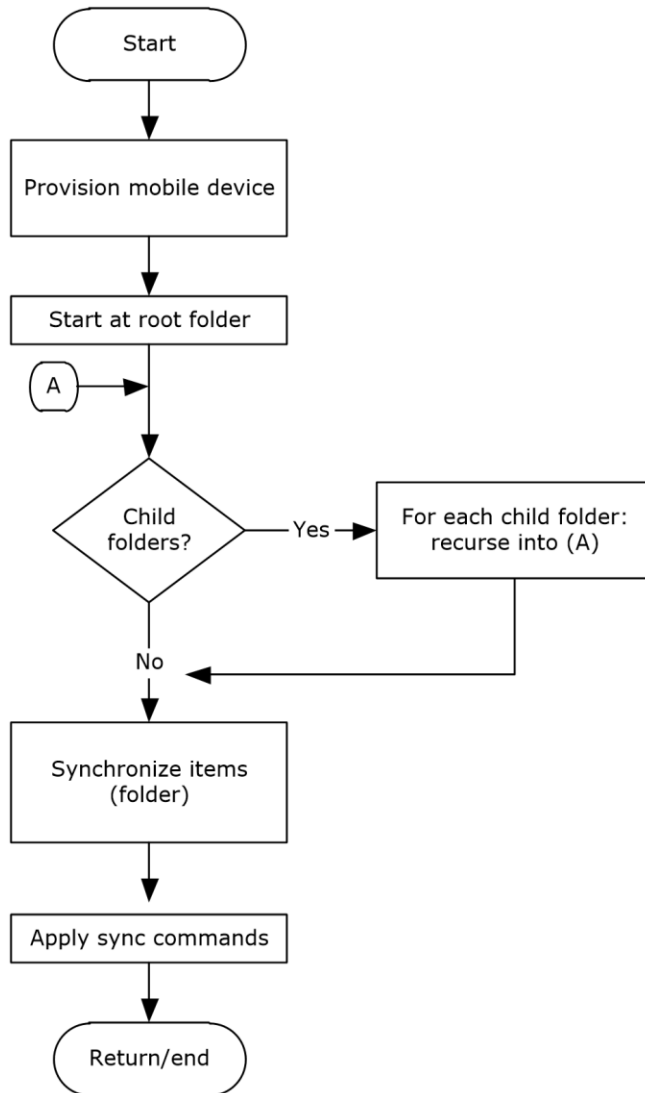 Start
Provision mobile device
Start at root folder
A
Child
folders?
Yes
For each child folder:
recurse into (A)
No
Synchronize items
(folder)
Apply sync commands
Return/end